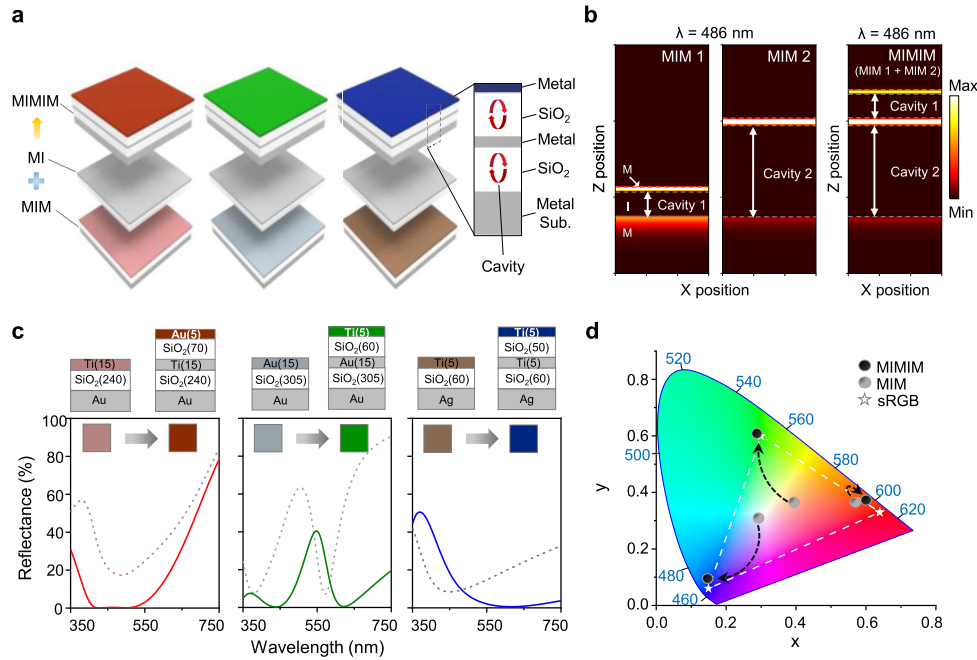 a
MIMIM
MI
MIM
Metal
SiO₂
Metal
SiO₂
Metal
Sub.
Cavity
b
λ = 486 nm
λ = 486 nm
MIM 1
MIM 2
MIMIM
(MIM 1 + MIM 2)
Cavity 1
Cavity 2
Cavity 2
M
Cavity 1
I
M
Z position
Z position
X position
X position
Max
Min
c
Ti(15)
SiO₂(240)
Au
Au(5)
SiO₂(70)
Ti(15)
SiO₂(240)
Au
Au(15)
SiO₂(305)
Au
Ti(5)
SiO₂(60)
Au(15)
SiO₂(305)
Au
Ti(5)
SiO₂(60)
Ag
Ti(5)
SiO₂(50)
Ti(5)
SiO₂(60)
Ag
Reflectance (%)
100
80
60
40
20
0
350 550 750
350 550 750
350 550 750
Wavelength (nm)
d
MIMIM
MIM
sRGB
520
540
560
580
600
620
500
480
460
y
0.8
0.6
0.4
0.2
0.0
0.0 0.2 0.4 0.6 0.8
x